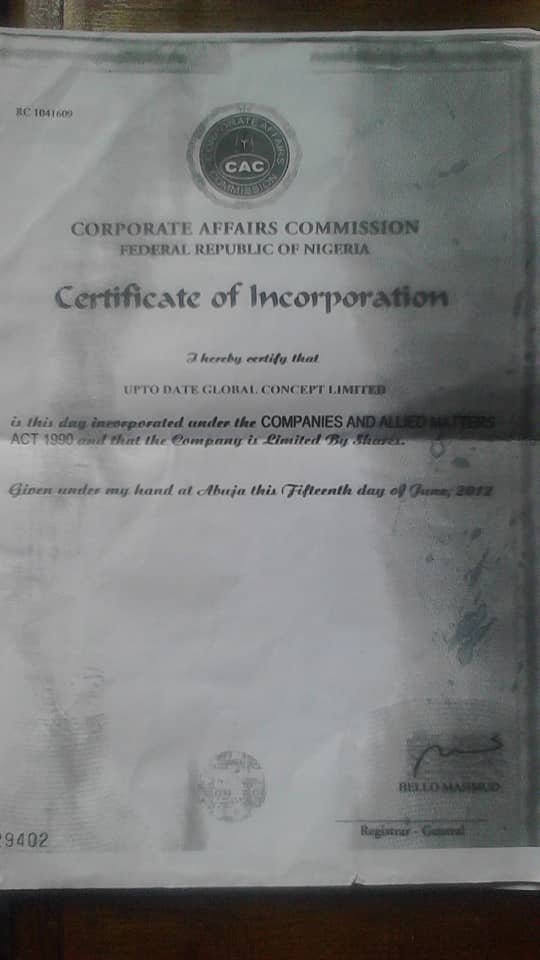 RC 1041609
CORPORATE AFFAIRS
CAC
COMMISSION
CORPORATE AFFAIRS COMMISSION
FEDERAL REPUBLIC OF NIGERIA
Certificate of Incorporation
I hereby certify that
UPTO DATE GLOBAL CONCEPT LIMITED
is this day incorporated under the COMPANIES AND ALLIED MATTERS
ACT 1990 and that the Company is Limited By Shares.
Given under my hand at Abuja this Fifteenth day of June, 2012
BELLO MAHMUD
Registrar - General
29402